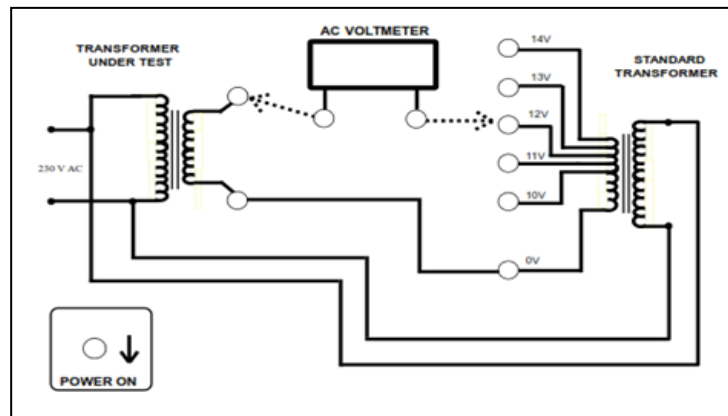 AC VOLTMETER
TRANSFORMER
UNDER TEST
STANDARD
TRANSFORMER
14V
13V
12V
11V
10V
0V
230 V AC
POWER ON